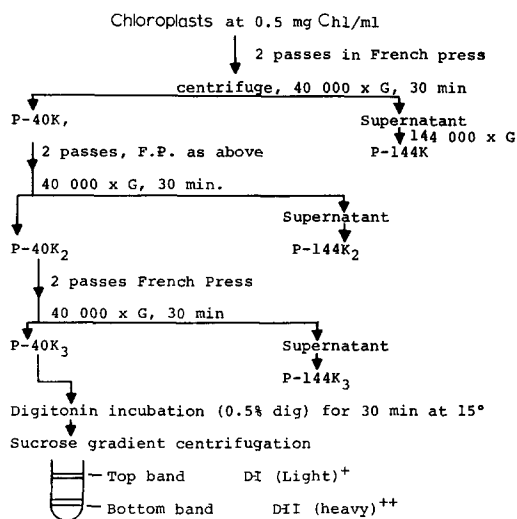 Chloroplasts at 0.5 mg Chl/ml
2 passes in French press
centrifuge, 40 000 x G, 30 min
P-40K,
Supernatant
144 000 x G
P-144K
2 passes, F.P. as above
40 000 x G, 30 min.
Supernatant
P-40K₂
P-144K₂
2 passes French Press
40 000 x G, 30 min
P-40K₃
Supernatant
P-144K₃
Digitonin incubation (0.5% dig) for 30 min at 15°
Sucrose gradient centrifugation
Top band D-I (Light)⁺
Bottom band D-II (heavy)⁺⁺